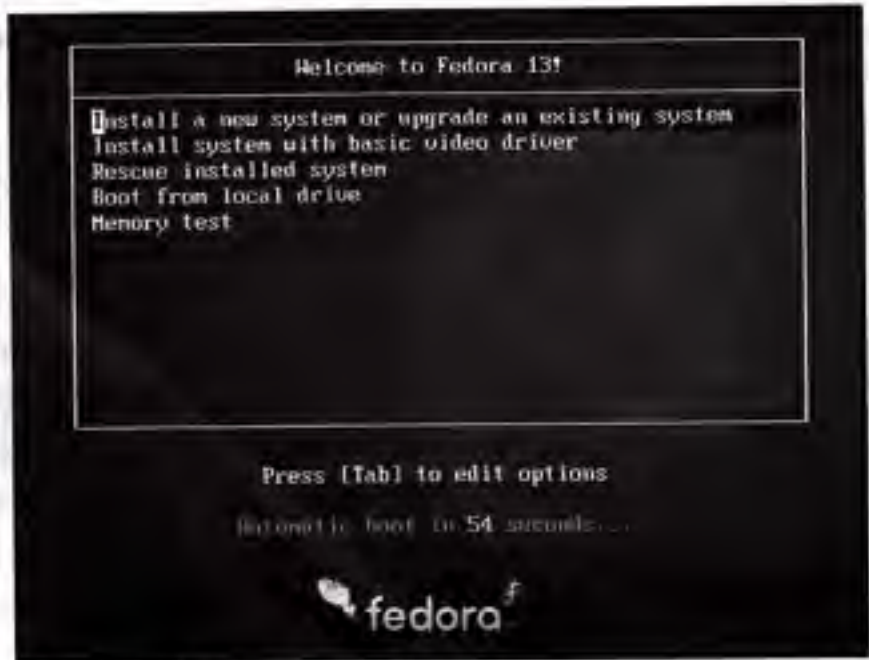 Welcome to Fedora 13!
Install a new system or upgrade an existing system
Install system with basic video driver
Rescue installed system
Boot from local drive
Memory test
Press [Tab] to edit options
Automatic boot in 54 seconds...
fedora f